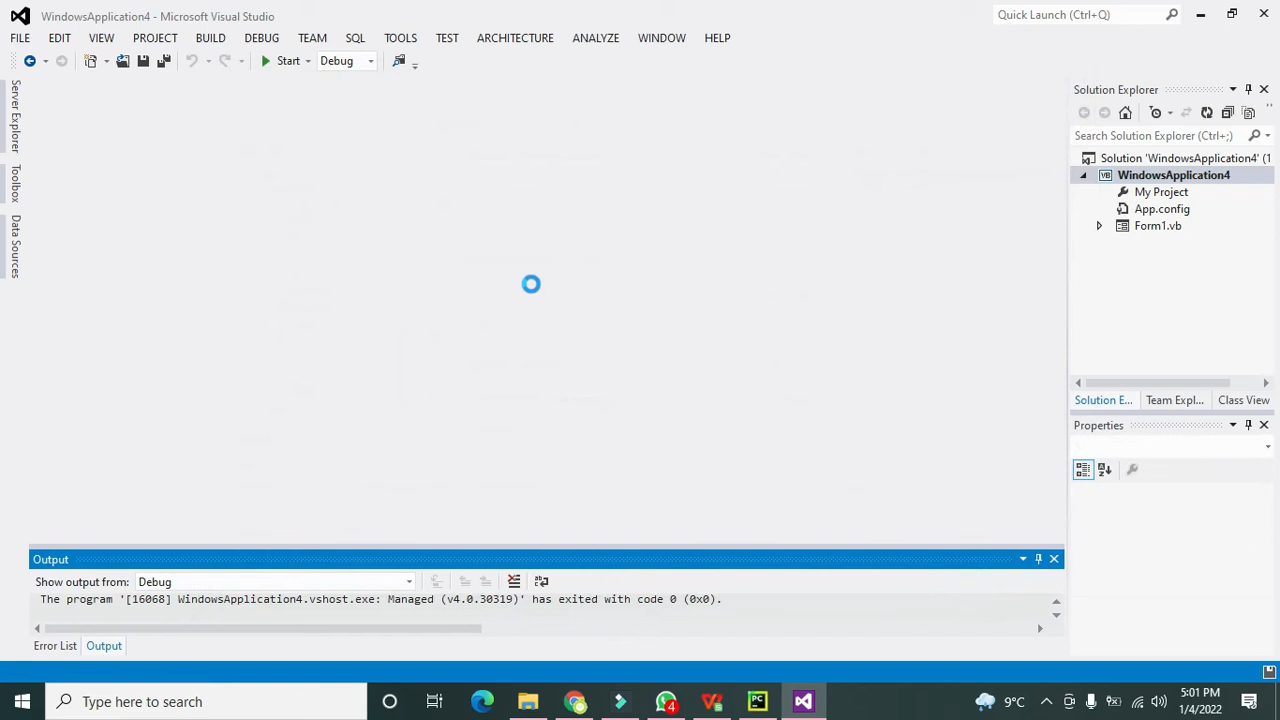 WindowsApplication4 - Microsoft Visual Studio
Quick Launch (Ctrl+Q)
FILE EDIT VIEW PROJECT BUILD DEBUG TEAM SQL TOOLS TEST ARCHITECTURE ANALYZE WINDOW HELP
Start Debug
Server Explorer
Toolbox
Data Sources
Solution Explorer
Search Solution Explorer (Ctrl+;)
Solution 'WindowsApplication4' (1
VB WindowsApplication4
My Project
App.config
Form1.vb
Solution E... Team Expl... Class View
Properties
Output
Show output from: Debug
The program '[16068] WindowsApplication4.vshost.exe: Managed (v4.0.30319)' has exited with code 0 (0x0).
Error List Output
Type here to search
4
PC
9°C
5:01 PM
1/4/2022